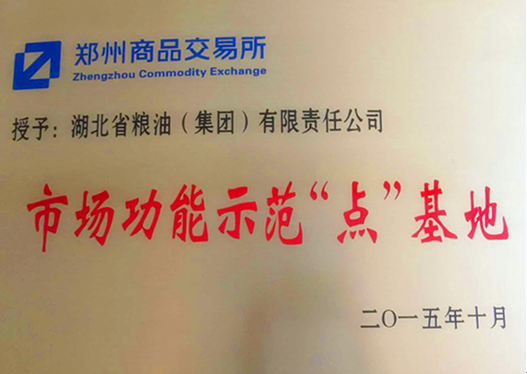 郑州商品交易所
Zhengzhou Commodity Exchange
授予：湖北省粮油（集团）有限责任公司
市场功能示范“点”基地
二〇一五年十月